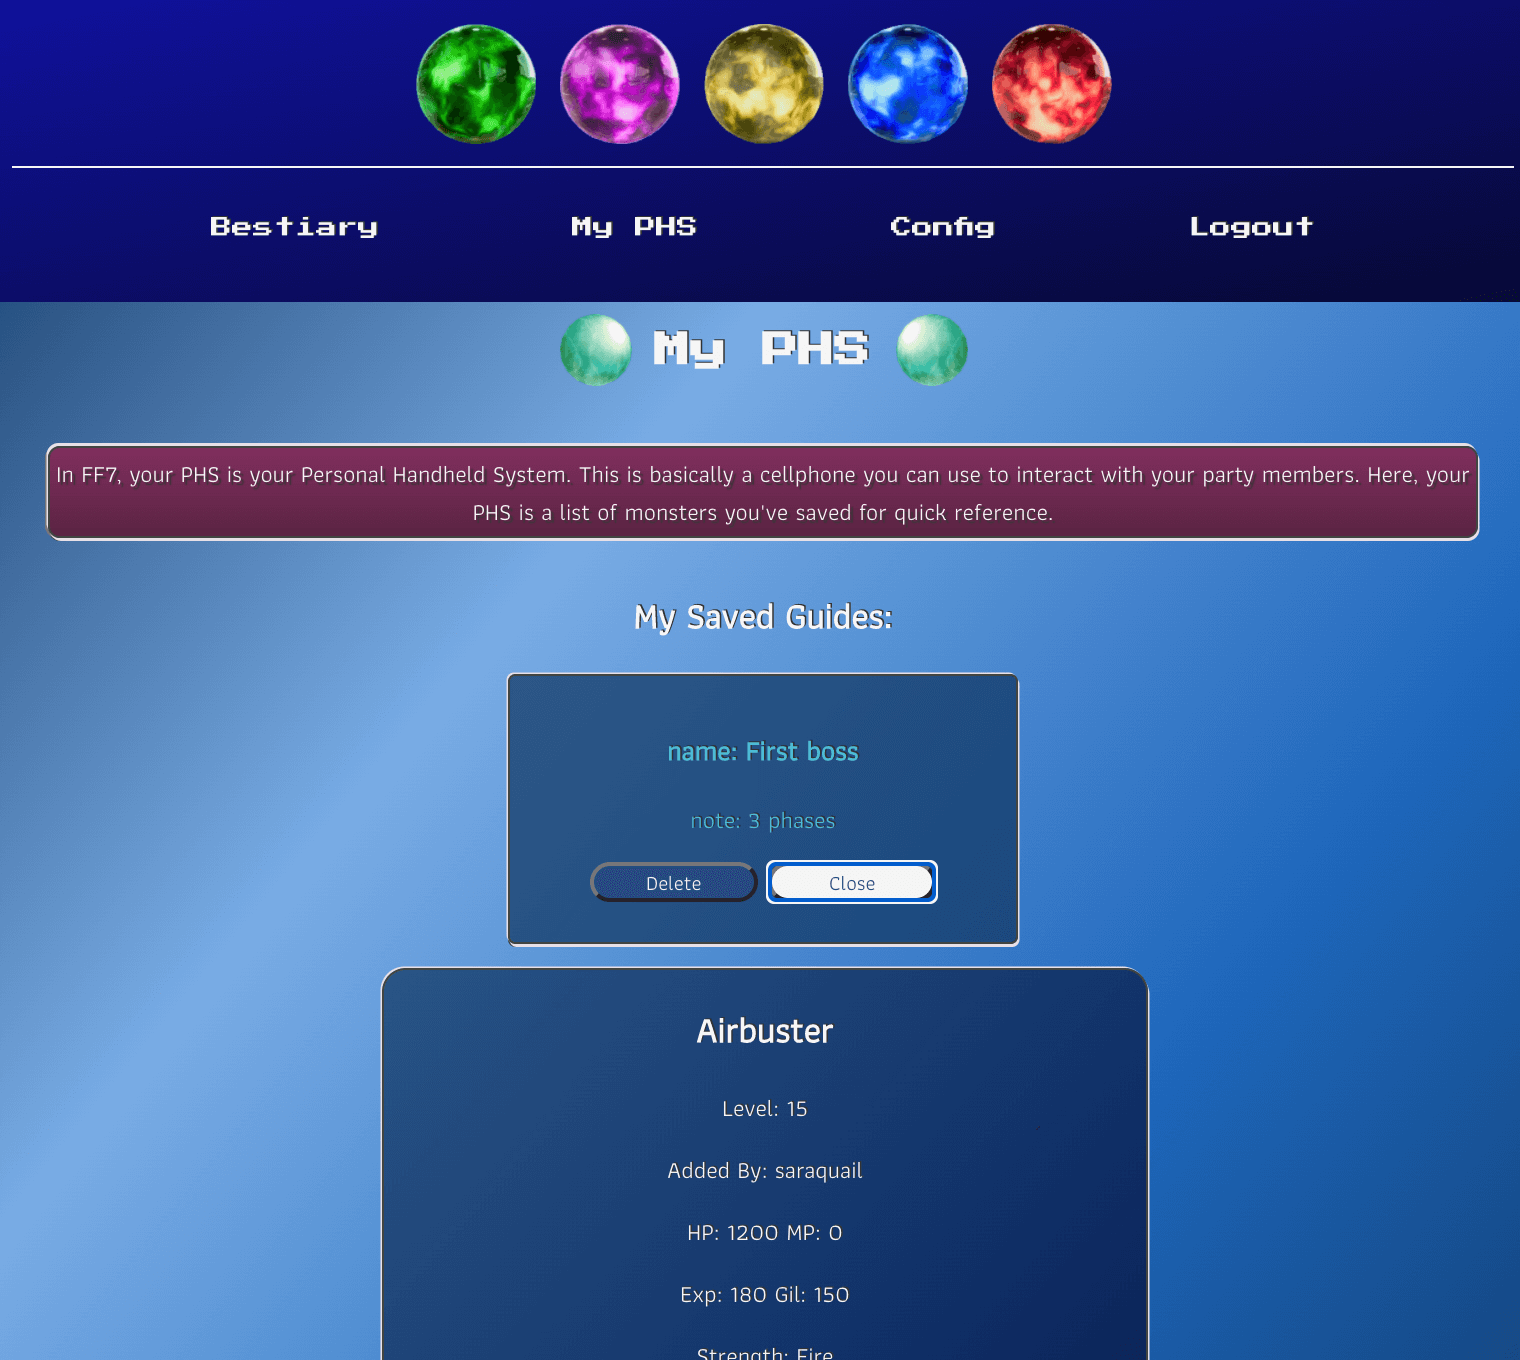 Bestiary My PHS Config Logout
My PHS
In FF7, your PHS is your Personal Handheld System. This is basically a cellphone you can use to interact with your party members. Here, your
PHS is a list of monsters you've saved for quick reference.
My Saved Guides:
name: First boss
note: 3 phases
Delete Close
Airbuster
Level: 15
Added By: saraquail
HP: 1200 MP: 0
Exp: 180 Gil: 150
Strength: Fire